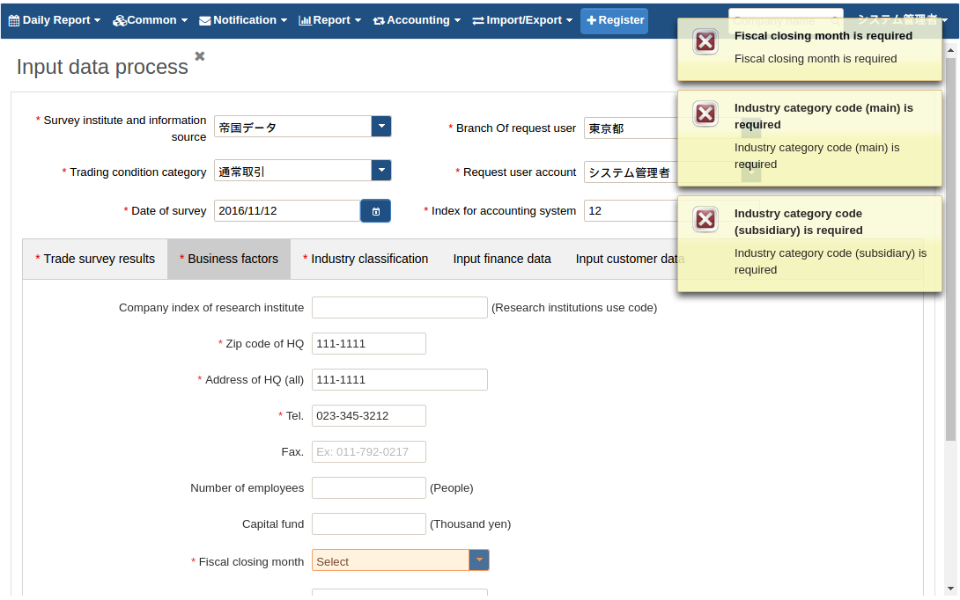 Daily Report Common Notification Report Accounting Import/Export Register システム管理者
Input data process
Fiscal closing month is required
Fiscal closing month is required
Industry category code (main) is
required
Industry category code (main) is
required
Industry category code
(subsidiary) is required
Industry category code (subsidiary) is
required
* Survey institute and information
source 帝国データ
* Branch Of request user 東京都
* Trading condition category 通常取引
* Request user account システム管理者
* Date of survey 2016/11/12
* Index for accounting system 12
* Trade survey results * Business factors * Industry classification Input finance data Input customer data
Company index of research institute (Research institutions use code)
* Zip code of HQ 111-1111
* Address of HQ (all) 111-1111
* Tel. 023-345-3212
Fax. Ex: 011-792-0217
Number of employees (People)
Capital fund (Thousand yen)
* Fiscal closing month Select